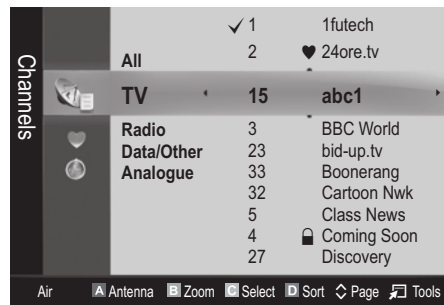 Channels
✓ 1 1futech
All 2 ♥ 24ore.tv
TV 15 abc1
Radio 3 BBC World
Data/Other 23 bid-up.tv
Analogue 33 Boonerang
32 Cartoon Nwk
5 Class News
4 Coming Soon
27 Discovery
Air A Antenna B Zoom C Select D Sort Page Tools